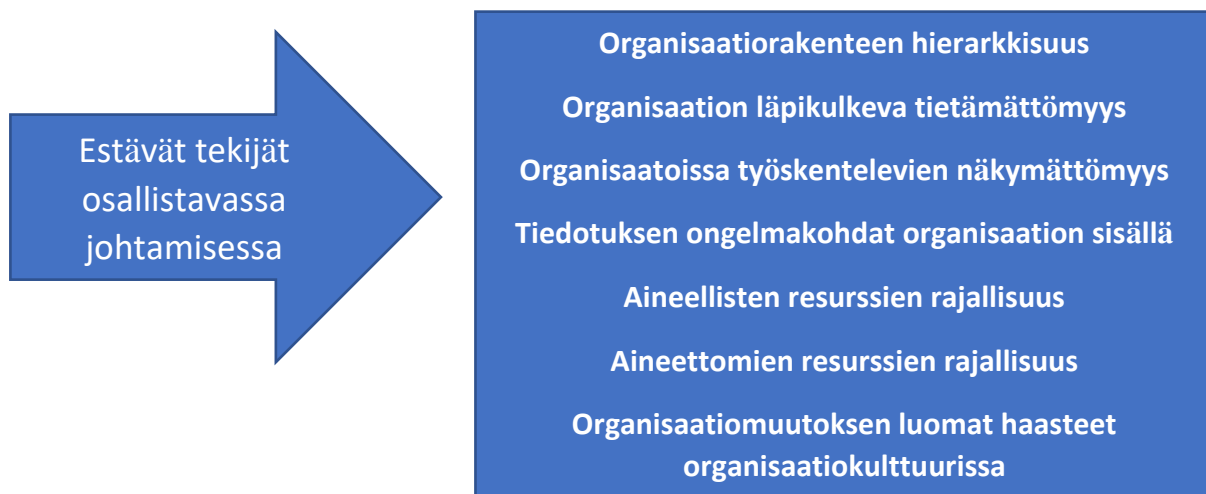 Estävät tekijät
osallistavassa
johtamisessa
Organisaatiorakenteen hierarkkisuus
Organisaation läpikulkeva tietämättömyys
Organisaatoissa työskentelevien näkymättömyys
Tiedotuksen ongelmakohdat organisaation sisällä
Aineellisten resurssien rajallisuus
Aineettomien resurssien rajallisuus
Organisaatiomuutoksen luomat haasteet
organisaatiokulttuurissa